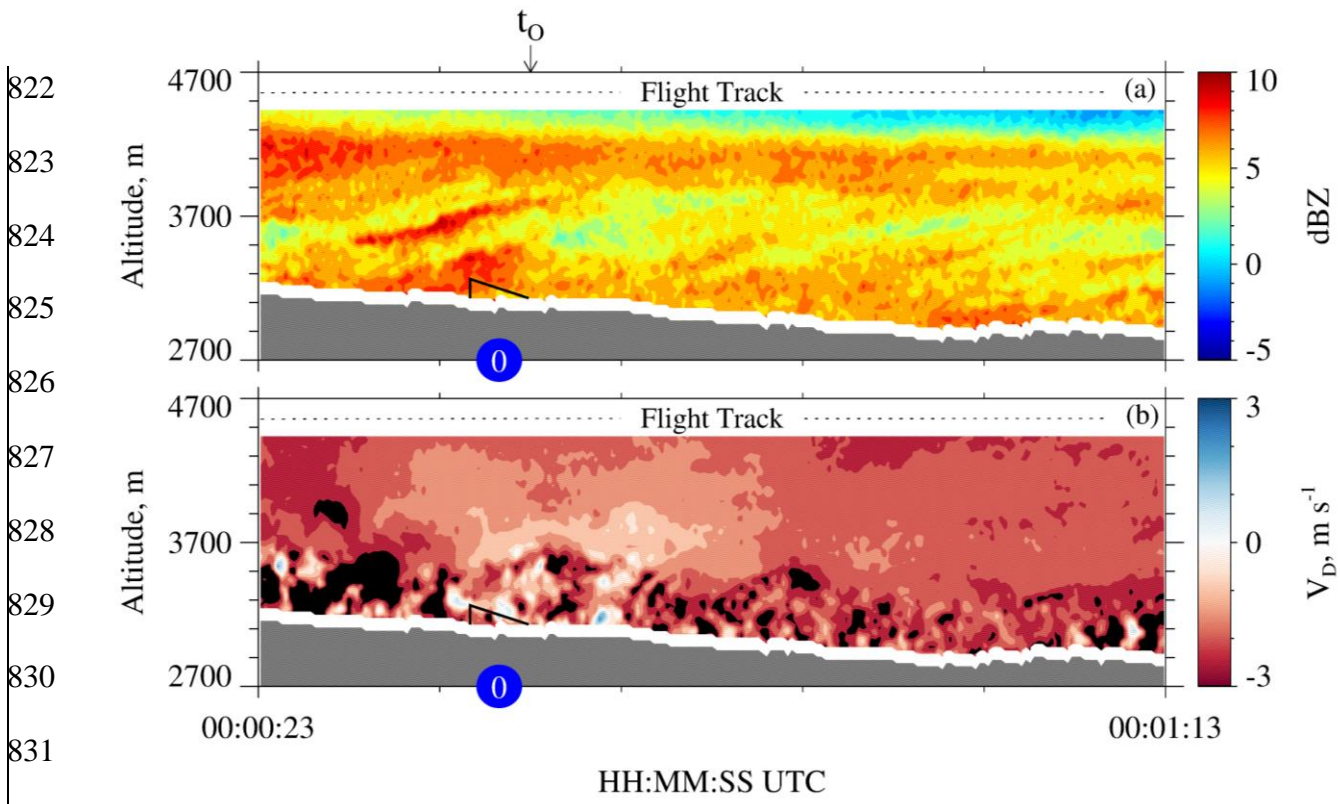 t_O
822
4700
Flight Track
(a)
10
823
5
824
Altitude, m
3700
dBZ
0
825
2700
-5
0
826
4700
Flight Track
(b)
3
827
828
Altitude, m
3700
0
V_D, m s⁻¹
829
830
2700
-3
0
00:00:23
00:01:13
831
HH:MM:SS UTC